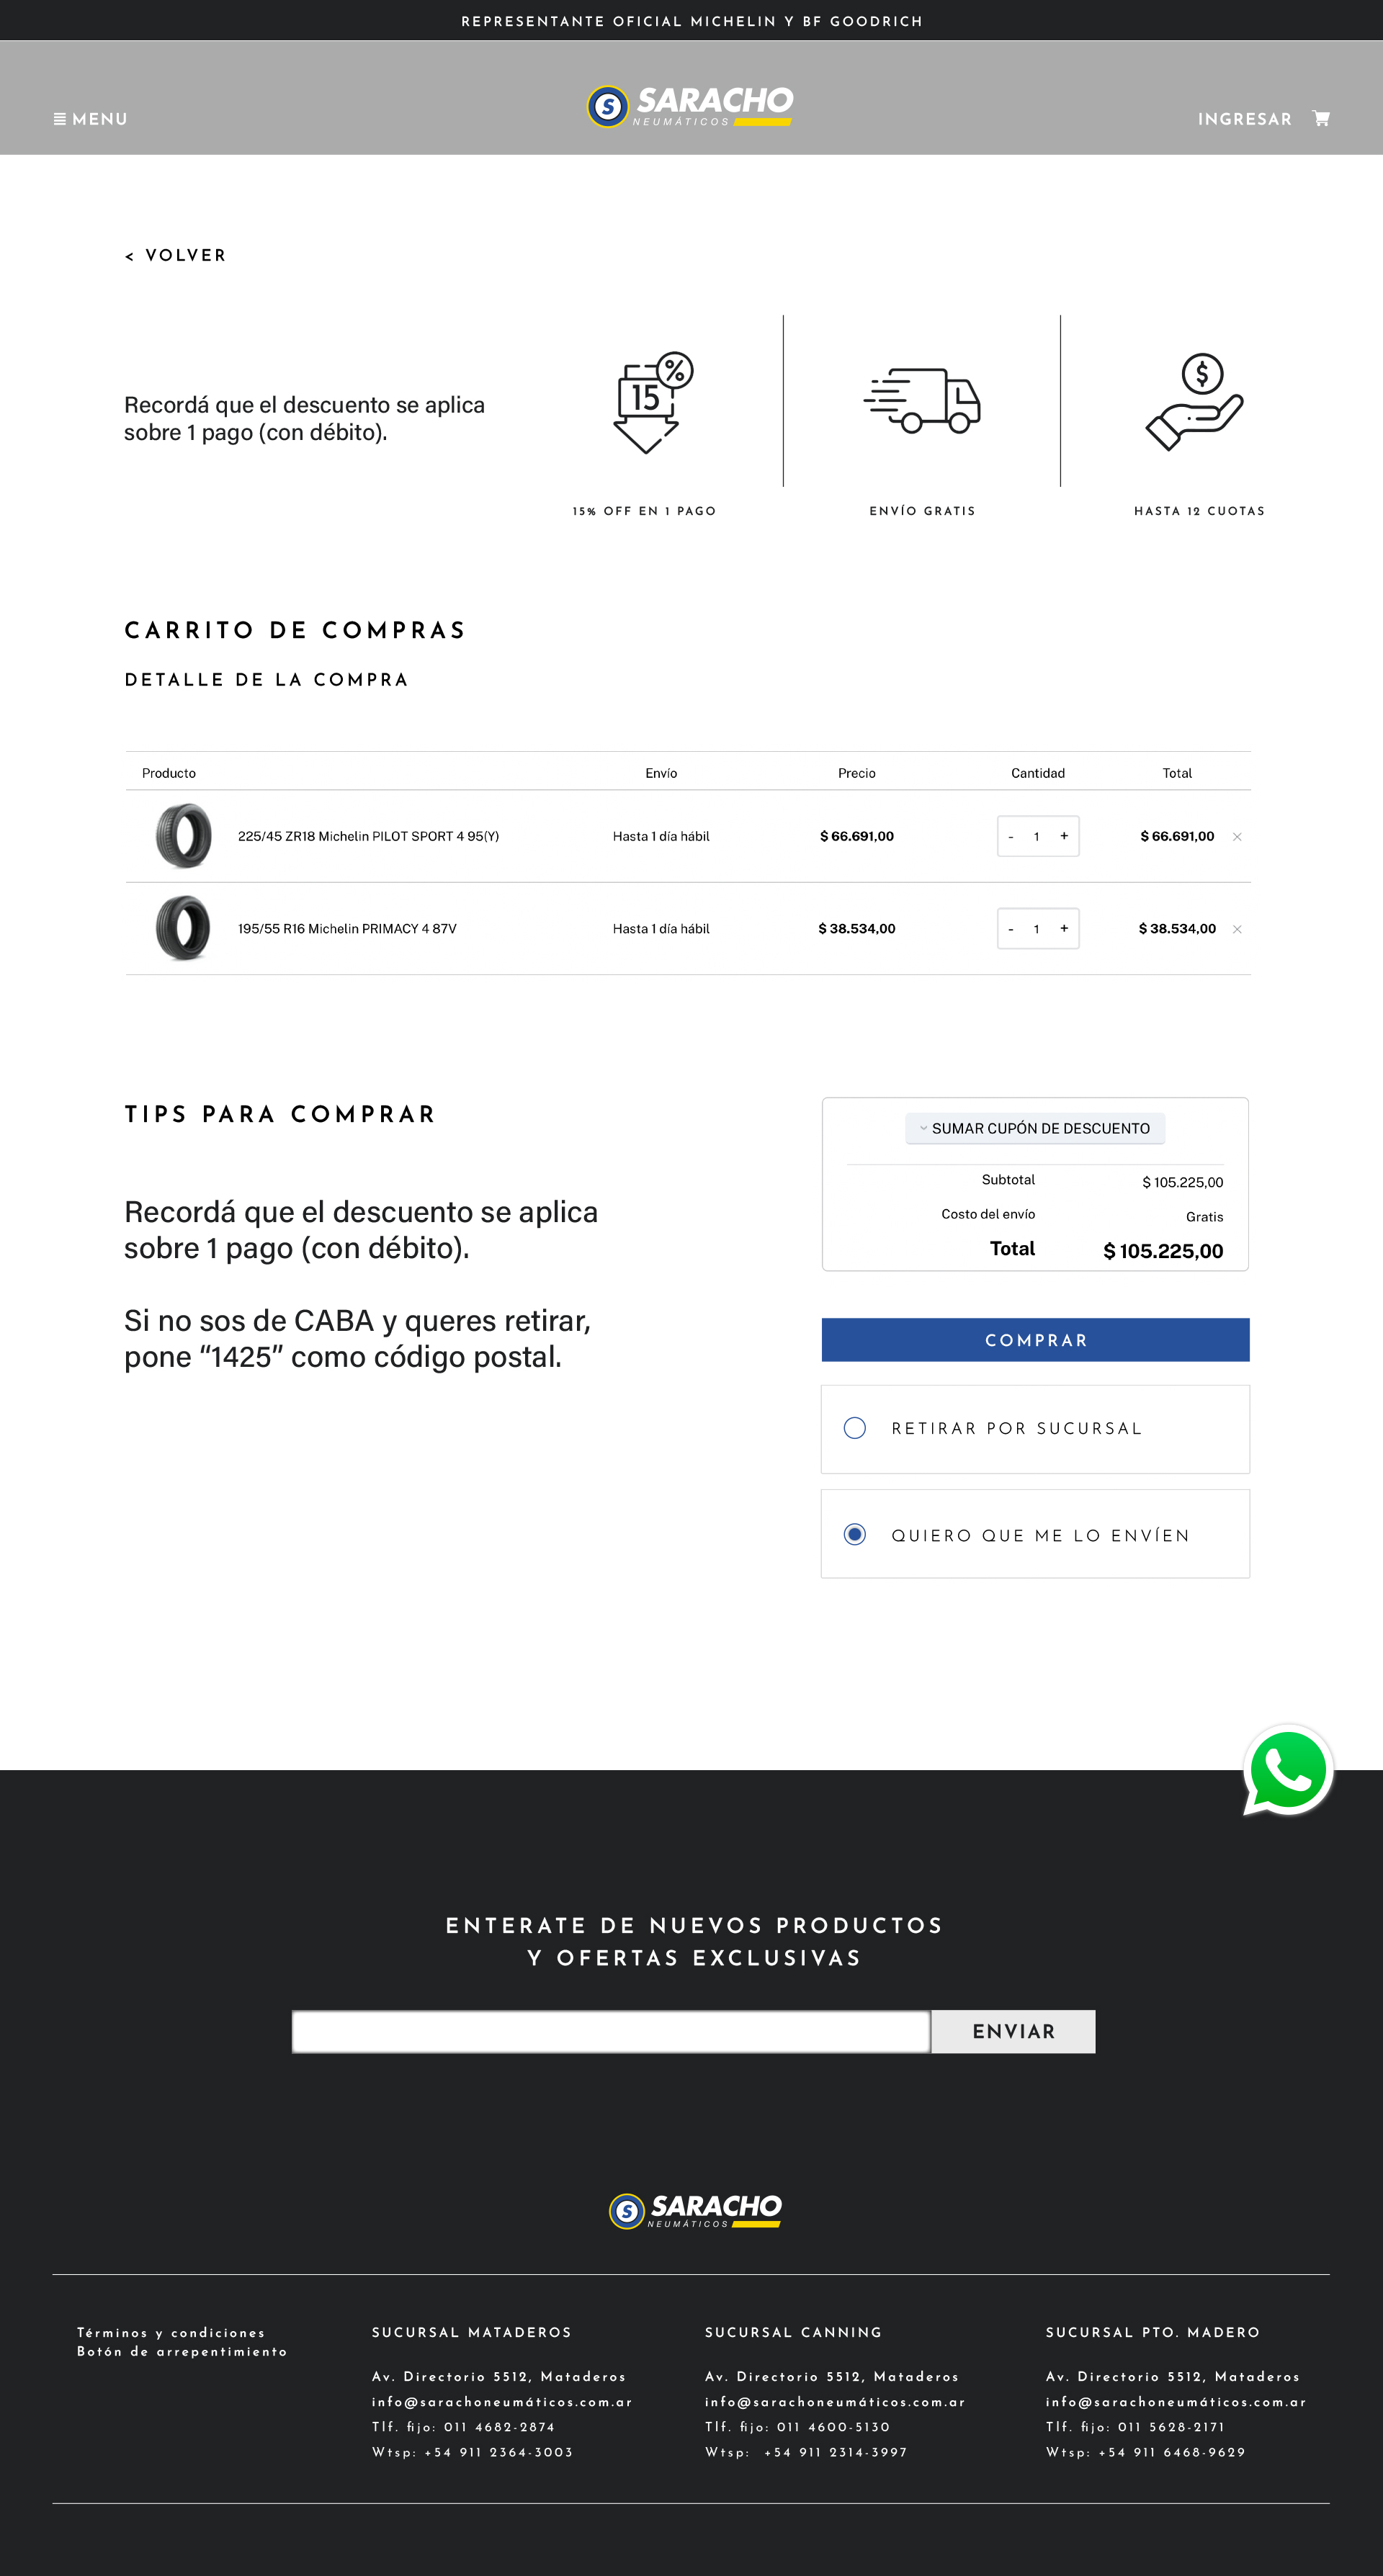 REPRESENTANTE OFICIAL MICHELIN Y BF GOODRICH
MENU
S SARACHO
NEUMÁTICOS
INGRESAR
< VOLVER
Recordá que el descuento se aplica
sobre 1 pago (con débito).
15 %
$
15% OFF EN 1 PAGO
ENVÍO GRATIS
HASTA 12 CUOTAS
CARRITO DE COMPRAS
DETALLE DE LA COMPRA
Producto Envío Precio Cantidad Total
225/45 ZR18 Michelin PILOT SPORT 4 95(Y) Hasta 1 día hábil $ 66.691,00 - 1 + $ 66.691,00 ×
195/55 R16 Michelin PRIMACY 4 87V Hasta 1 día hábil $ 38.534,00 - 1 + $ 38.534,00 ×
TIPS PARA COMPRAR
Recordá que el descuento se aplica
sobre 1 pago (con débito).
Si no sos de CABA y queres retirar,
pone “1425” como código postal.
SUMAR CUPÓN DE DESCUENTO
Subtotal $ 105.225,00
Costo del envío Gratis
Total $ 105.225,00
COMPRAR
RETIRAR POR SUCURSAL
QUIERO QUE ME LO ENVÍEN
ENTERATE DE NUEVOS PRODUCTOS
Y OFERTAS EXCLUSIVAS
ENVIAR
S SARACHO
NEUMÁTICOS
Términos y condiciones
Botón de arrepentimiento
SUCURSAL MATADEROS
Av. Directorio 5512, Mataderos
info@sarachoneumáticos.com.ar
Tlf. fijo: 011 4682-2874
Wtsp: +54 911 2364-3003
SUCURSAL CANNING
Av. Directorio 5512, Mataderos
info@sarachoneumáticos.com.ar
Tlf. fijo: 011 4600-5130
Wtsp: +54 911 2314-3997
SUCURSAL PTO. MADERO
Av. Directorio 5512, Mataderos
info@sarachoneumáticos.com.ar
Tlf. fijo: 011 5628-2171
Wtsp: +54 911 6468-9629